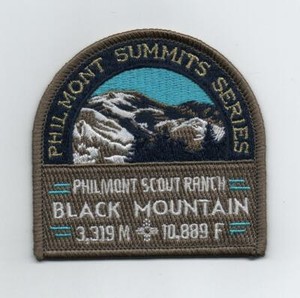 PHILMONT SUMMITS SERIES
PHILMONT SCOUT RANCH
BLACK MOUNTAIN
3,319 M 10,889 F